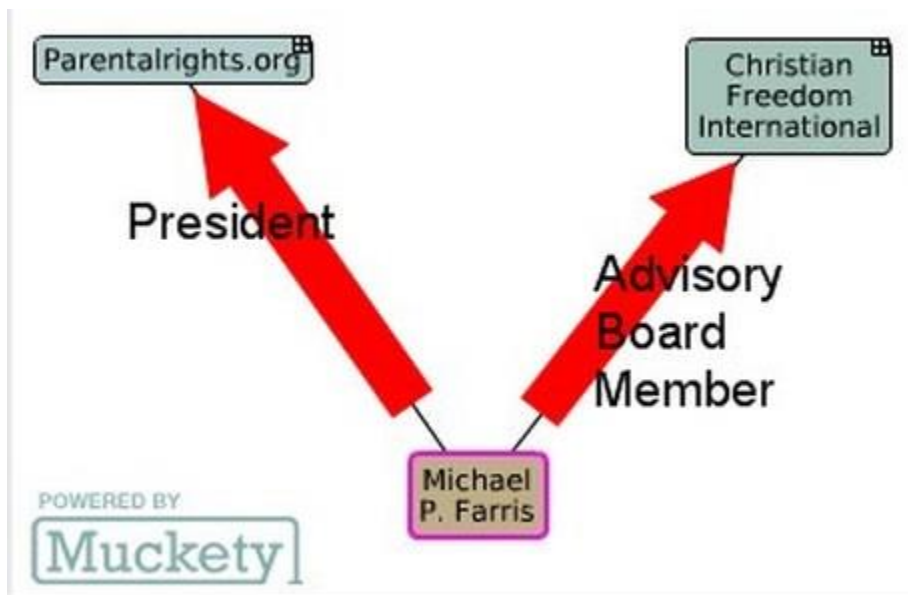 Parentalrights.org
Christian
Freedom
International
President
Advisory
Board
Member
Michael
P. Farris
POWERED BY
Muckety